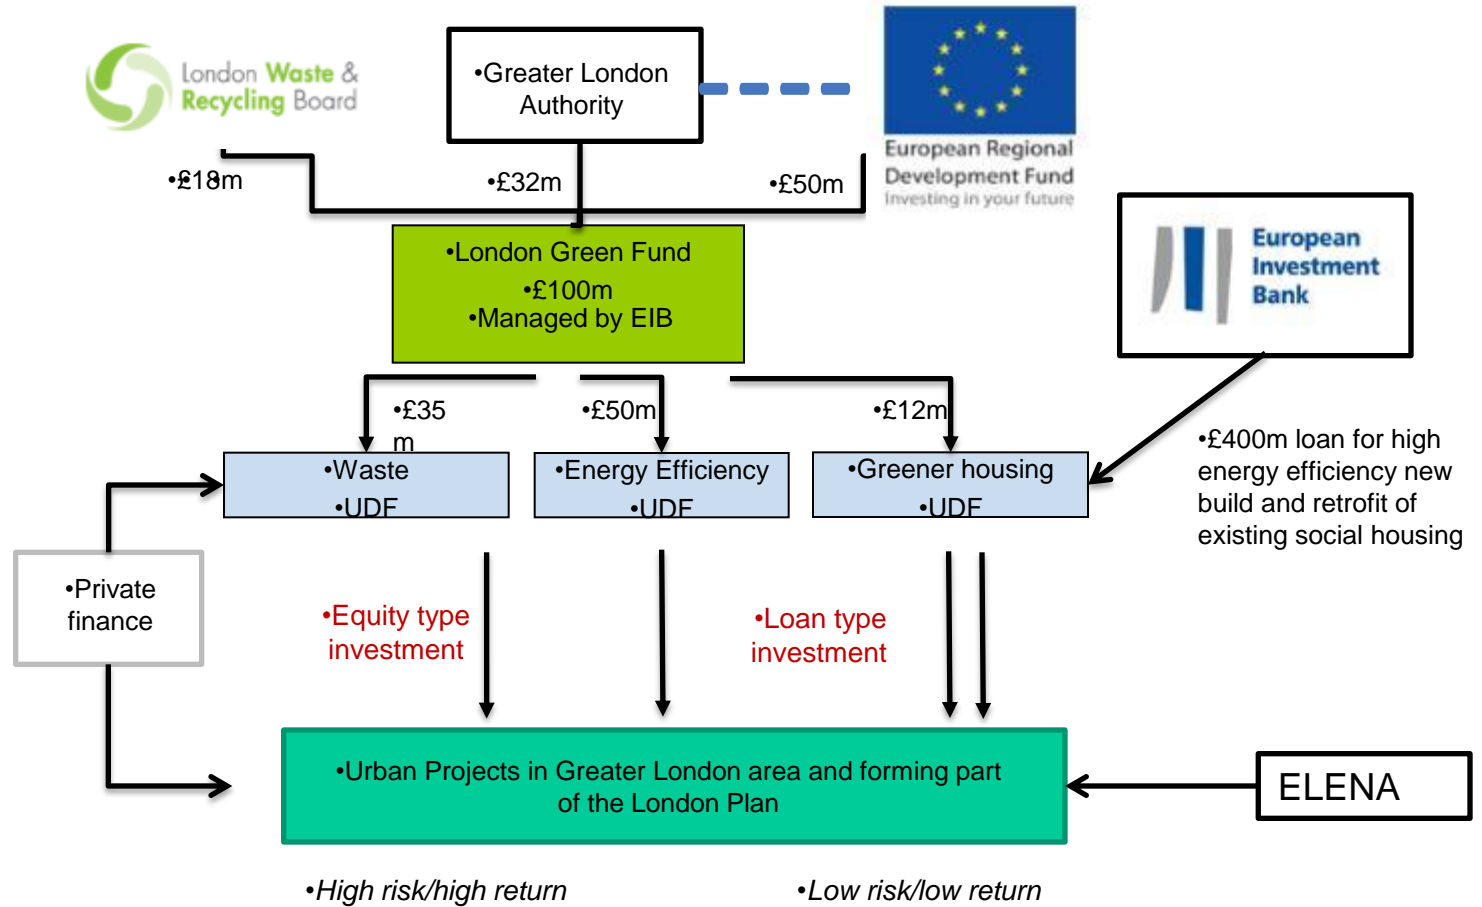 London Waste &
Recycling Board
•Greater London
Authority
European Regional
Development Fund
Investing in your future
•£18m
•£32m
•£50m
•London Green Fund
•£100m
•Managed by EIB
European
Investment
Bank
•£35
m
•£50m
•£12m
•£400m loan for high
energy efficiency new
build and retrofit of
existing social housing
•Waste
•UDF
•Energy Efficiency
•UDF
•Greener housing
•UDF
•Private
finance
•Equity type
investment
•Loan type
investment
•Urban Projects in Greater London area and forming part
of the London Plan
ELENA
•High risk/high return
•Low risk/low return